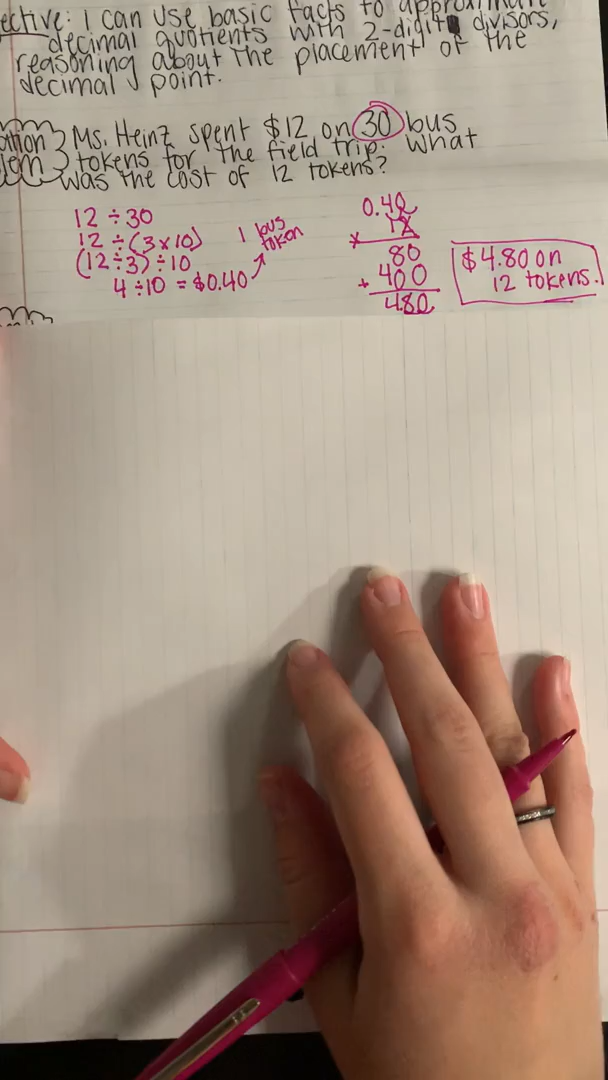 ective: I can use basic facts to approximate
decimal quotients with 2-digit divisors,
reasoning about the placement of the
decimal point.
Ms. Heinz spent $12 on 30 bus
tokens for the field trip. What
was the cost of 12 tokens?
12 ÷ 30
12 ÷ (3 x 10)
(12 ÷ 3) ÷ 10
4 ÷ 10 = $0.40
1 bus
token
0.40
x 12
80
+ 400
480
$4.80 on
12 tokens.